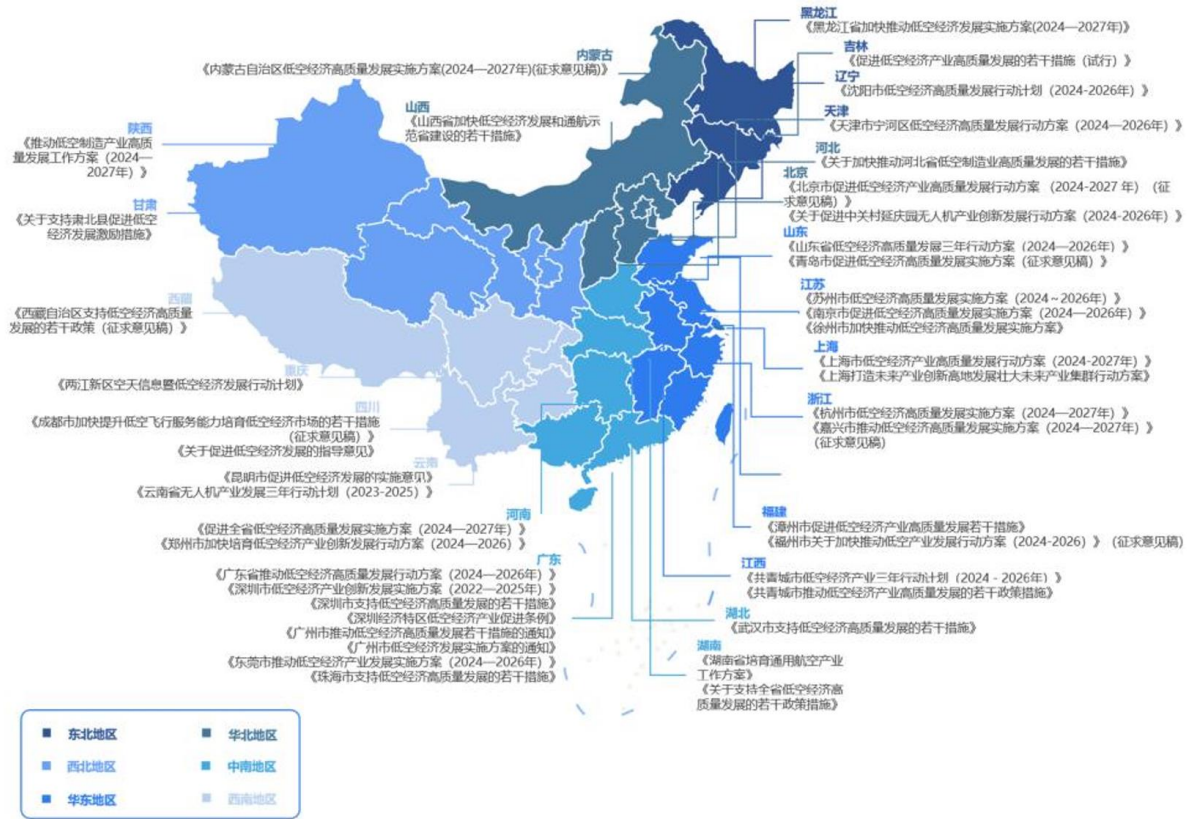 黑龙江
《黑龙江省加快推动低空经济发展实施方案(2024—2027年)》
吉林
《促进低空经济产业高质量发展的若干措施（试行）》
辽宁
《沈阳市低空经济高质量发展行动计划（2024-2026年）》
天津
《天津市宁河区低空经济高质量发展行动方案（2024—2026年）》
河北
《关于加快推动河北省低空制造业高质量发展的若干措施》
北京
《北京市促进低空经济产业高质量发展行动方案 （2024-2027 年）（征
求意见稿）》
《关于促进中关村延庆园无人机产业创新发展行动方案（2024-2026年）》
山东
《山东省低空经济高质量发展三年行动方案（2024—2026年）》
《青岛市促进低空经济高质量发展实施方案（征求意见稿）》
江苏
《苏州市低空经济高质量发展实施方案（2024～2026年）》
《南京市促进低空经济高质量发展实施方案（2024—2026年）》
《徐州市加快推动低空经济高质量发展实施方案》
上海
《上海市低空经济产业高质量发展行动方案（2024-2027年）》
《上海打造未来产业创新高地发展壮大未来产业集群行动方案》
浙江
《杭州市低空经济高质量发展实施方案（2024—2027年）》
《嘉兴市推动低空经济高质量发展实施方案（2024—2027年）》
（征求意见稿）
福建
《漳州市促进低空经济产业高质量发展若干措施》
《福州市关于加快推动低空产业发展行动方案（2024-2026）》（征求意见稿）
江西
《共青城市低空经济产业三年行动计划（2024 - 2026年）》
《共青城市推动低空经济产业高质量发展的若干政策措施》
湖北
《武汉市支持低空经济高质量发展的若干措施》
湖南
《湖南省培育通用航空产业
工作方案》
《关于支持全省低空经济高
质量发展的若干政策措施》
内蒙古
《内蒙古自治区低空经济高质量发展实施方案(2024—2027年)(征求意见稿)》
山西
《山西省加快低空经济发展和通航示
范省建设的若干措施》
陕西
《推动低空制造产业高质
量发展工作方案（2024—
2027年）》
甘肃
《关于支持肃北县促进低空
经济发展激励措施》
西藏
《西藏自治区支持低空经济高质量
发展的若干政策（征求意见稿）》
重庆
《两江新区空天信息暨低空经济发展行动计划》
四川
《成都市加快提升低空飞行服务能力培育低空经济市场的若干措施
（征求意见稿）》
《关于促进低空经济发展的指导意见》
云南
《昆明市促进低空经济发展的实施意见》
《云南省无人机产业发展三年行动计划（2023-2025）》
河南
《促进全省低空经济高质量发展实施方案（2024—2027年）》
《郑州市加快培育低空经济产业创新发展行动方案（2024—2026）》
广东
《广东省推动低空经济高质量发展行动方案（2024—2026年）》
《深圳市低空经济产业创新发展实施方案（2022—2025年）》
《深圳市支持低空经济高质量发展的若干措施》
《深圳经济特区低空经济产业促进条例》
《广州市推动低空经济高质量发展若干措施的通知》
《广州市低空经济发展实施方案的通知》
《东莞市推动低空经济产业发展实施方案（2024—2026年）》
《珠海市支持低空经济高质量发展的若干措施》
东北地区
华北地区
西北地区
中南地区
华东地区
西南地区